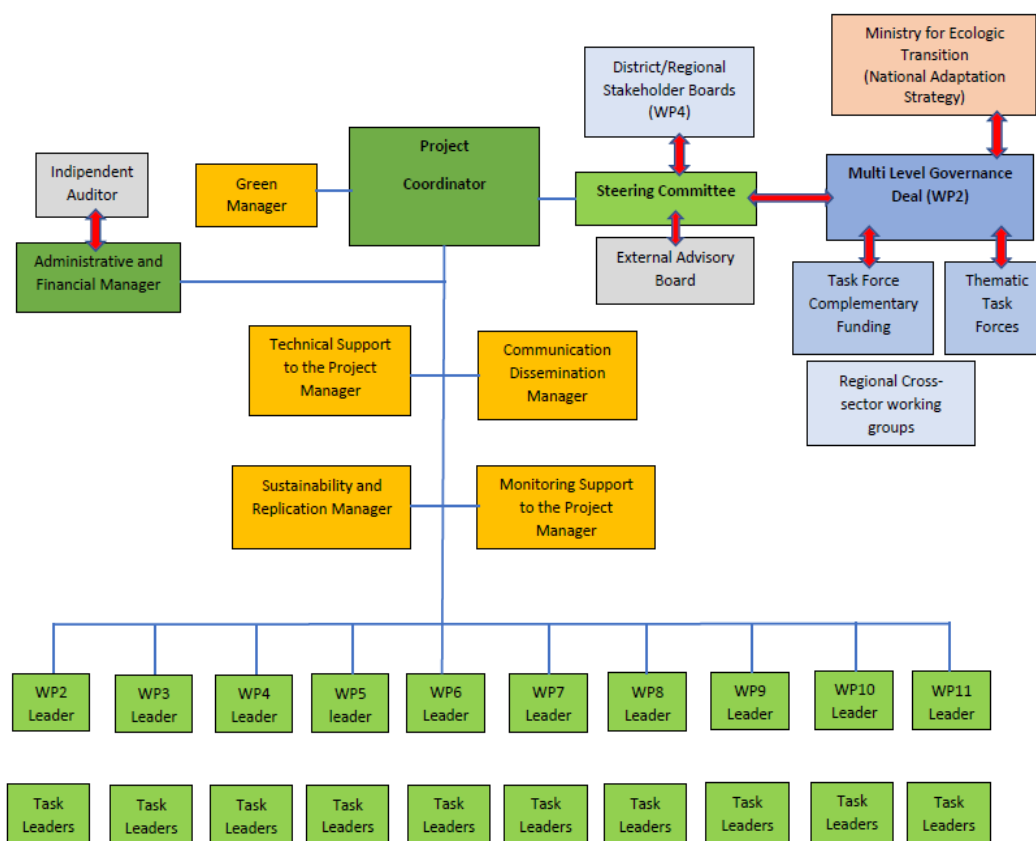 Ministry for Ecologic
Transition
(National Adaptation
Strategy)
District/Regional
Stakeholder Boards
(WP4)
Project
Coordinator
Indipendent
Auditor
Green
Manager
Steering Committee
Multi Level Governance
Deal (WP2)
Administrative and
Financial Manager
External Advisory
Board
Task Force
Complementary
Funding
Thematic
Task
Forces
Technical Support
to the Project
Manager
Communication
Dissemination
Manager
Regional Cross-
sector working
groups
Sustainability and
Replication Manager
Monitoring Support
to the Project
Manager
WP2
Leader
WP3
Leader
WP4
Leader
WP5
leader
WP6
Leader
WP7
Leader
WP8
Leader
WP9
Leader
WP10
Leader
WP11
Leader
Task
Leaders
Task
Leaders
Task
Leaders
Task
Leaders
Task
Leaders
Task
Leaders
Task
Leaders
Task
Leaders
Task
Leaders
Task
Leaders